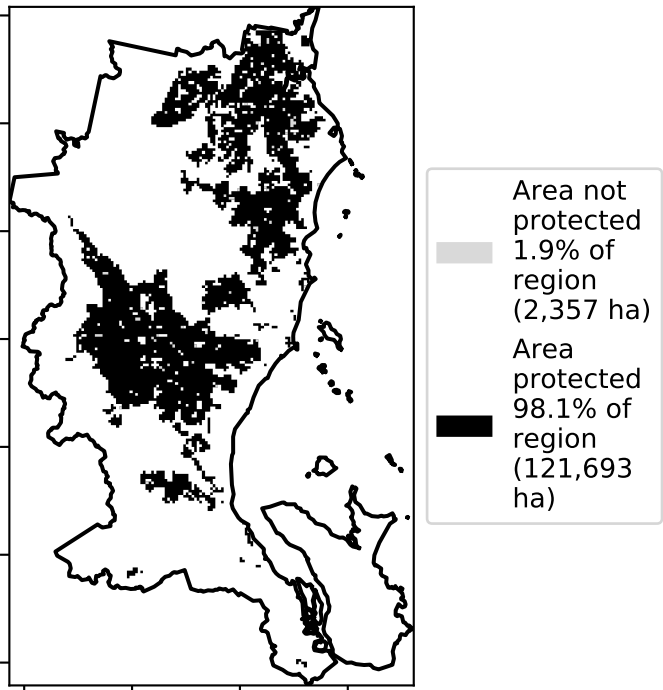 Area not
protected
1.9% of
region
(2,357 ha)
Area
protected
98.1% of
region
(121,693
ha)